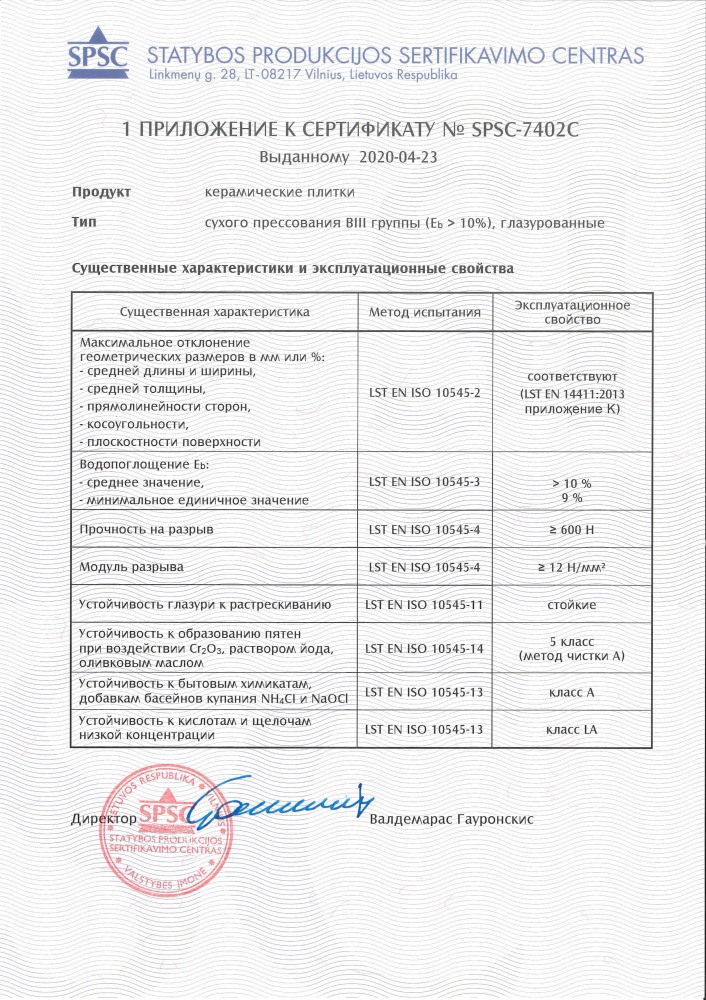 SPSC
STATYBOS PRODUKCIJOS SERTIFIKAVIMO CENTRAS
Linkmenų g. 28, LT-08217 Vilnius, Lietuvos Respublika
1 ПРИЛОЖЕНИЕ К СЕРТИФИКАТУ № SPSC-7402C
Выданному 2020-04-23
Продукт керамические плитки
Тип сухого прессования BIII группы (Eb > 10%), глазурованные
Существенные характеристики и эксплуатационные свойства
Существенная характеристика
Метод испытания
Эксплуатационное
свойство
Максимальное отклонение
геометрических размеров в мм или %:
- средней длины и ширины,
- средней толщины,
- прямолинейности сторон,
- косоугольности,
- плоскостности поверхности
LST EN ISO 10545-2
соответствуют
(LST EN 14411:2013
приложение K)
Водопоглощение Eb:
- среднее значение,
- минимальное единичное значение
LST EN ISO 10545-3
> 10 %
9 %
Прочность на разрыв
LST EN ISO 10545-4
≥ 600 Н
Модуль разрыва
LST EN ISO 10545-4
≥ 12 Н/мм²
Устойчивость глазури к растрескиванию
LST EN ISO 10545-11
стойкие
Устойчивость к образованию пятен
при воздействии Cr₂O₃, раствором йода,
оливковым маслом
LST EN ISO 10545-14
5 класс
(метод чистки A)
Устойчивость к бытовым химикатам,
добавкам басейнов купания NH₄Cl и NaOCl
LST EN ISO 10545-13
класс A
Устойчивость к кислотам и щелочам
низкой концентрации
LST EN ISO 10545-13
класс LA
Директор
Валдемарас Гауронскис
LIETUVOS RESPUBLIKA * VILNIUS *
SPSC
STATYBOS PRODUKCIJOS
SERTIFIKAVIMO CENTRAS
* VALSTYBĖS ĮMONĖ *